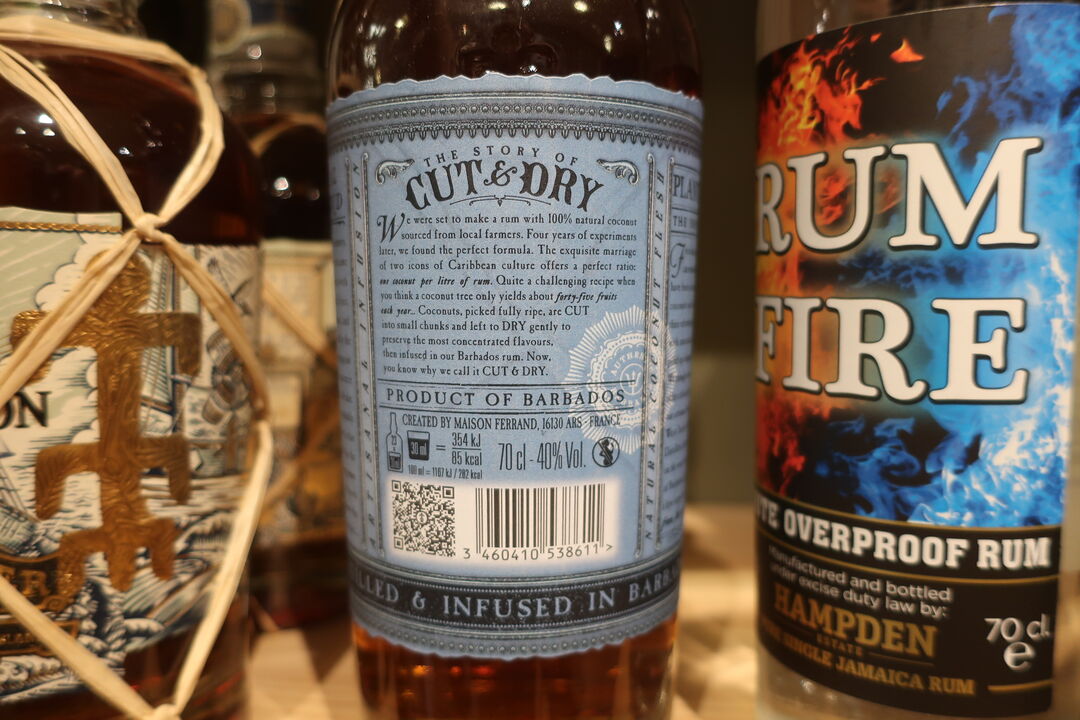 THE STORY OF
CUT & DRY
We were set to make a rum with 100% natural coconut
sourced from local farmers. Four years of experiments
later, we found the perfect formula. The exquisite marriage
of two icons of Caribbean culture offers a perfect ratio:
one coconut per litre of rum. Quite a challenging recipe when
you think a coconut tree only yields about forty-five fruits
each year.. Coconuts, picked fully ripe, are CUT
into small chunks and left to DRY gently to
preserve the most concentrated flavours,
then infused in our Barbados rum. Now,
you know why we call it CUT & DRY.
PRODUCT OF BARBADOS
CREATED BY MAISON FERRAND, 16130 ARS - FRANCE
30 ml = 354 kJ
85 kcal
100 ml = 1167 kJ / 282 kcal
70 cl - 40% Vol.
3 460410 538611 >
& INFUSED IN
ARTISANAL INFUSION
NATURAL COCONUT FLESH
RUM
FIRE
OVERPROOF RUM
Manufactured and bottled
under excise duty law by:
HAMPDEN
ESTATE
SINGLE JAMAICA RUM
70 cl
e